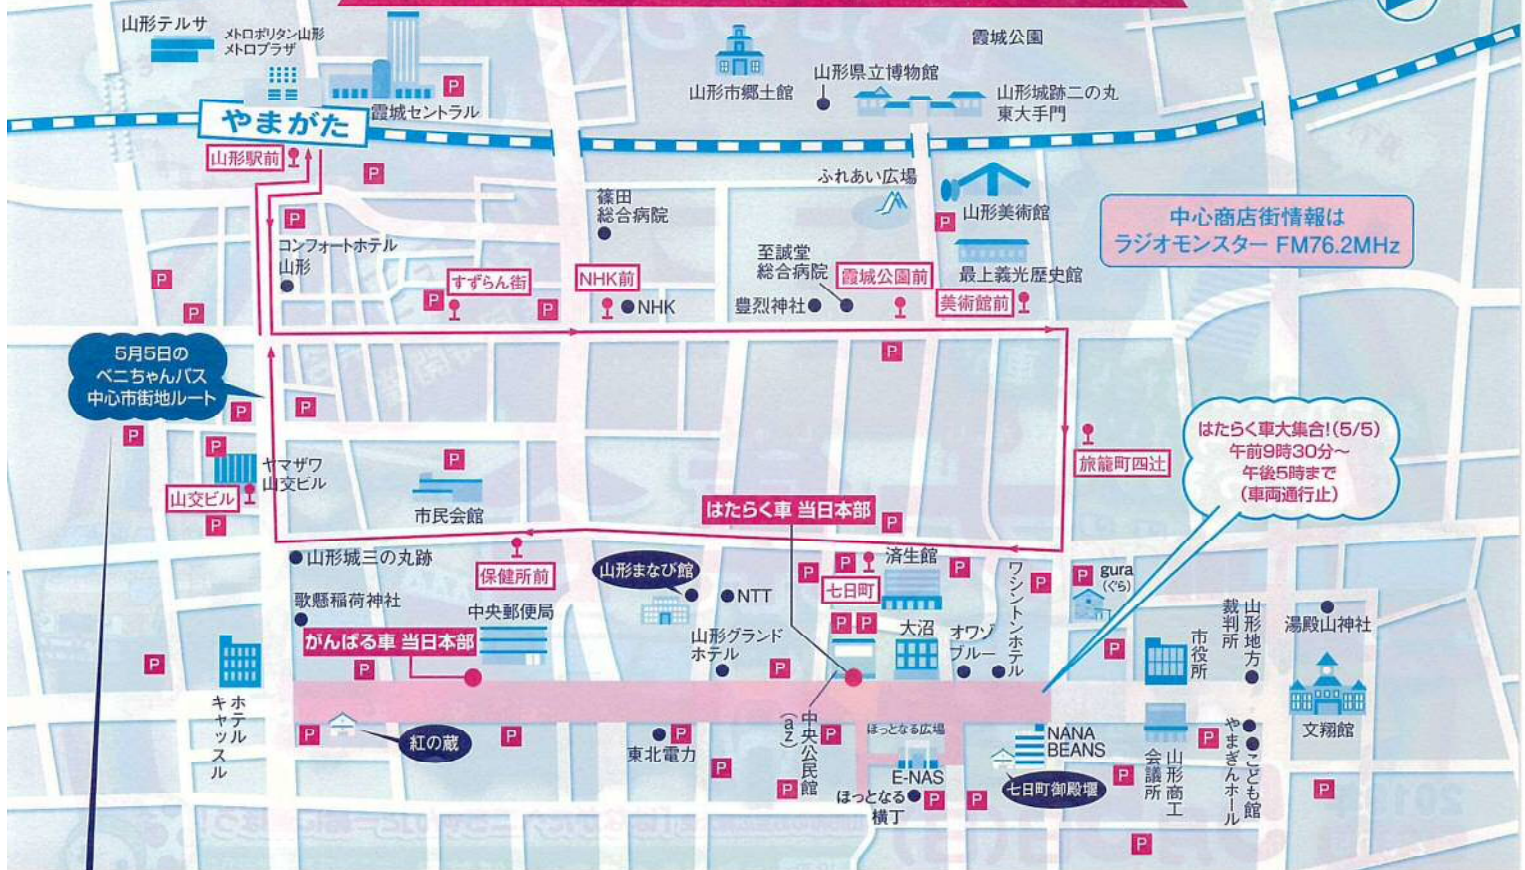 山形テルサ
メトロポリタン山形
メトロプラザ
霞城セントラル
P
やまがた
山形駅前
P
山形市郷土館
山形県立博物館
霞城公園
山形城跡二の丸
東大手門
ふれあい広場
山形美術館
P
最上義光歴史館
中心商店街情報は
ラジオモンスター FM76.2MHz
P
コンフォートホテル
山形
篠田
総合病院
至誠堂
総合病院
霞城公園前
美術館前
豊烈神社
すずらん街
P
P
NHK前
NHK
P
P
P
5月5日の
ベニちゃんバス
中心市街地ルート
P
P
P
P
ヤマザワ
山交ビル
山交ビル
P
P
市民会館
旅籠町四辻
はたらく車大集合!(5/5)
午前9時30分~
午後5時まで
(車両通行止)
はたらく車 当日本部
P
山形城三の丸跡
保健所前
山形まなび館
NTT
P
P
七日町
済生館
P
ワシントンホテル
P
P
gura
(ぐら)
歌懸稲荷神社
中央郵便局
がんばる車 当日本部
P
P
山形グランド
ホテル
P
P
P
大沼
オワゾ
ブルー
P
市役所
山形地方
裁判所
湯殿山神社
ホテル
キャッスル
P
紅の蔵
P
東北電力
P
P
中央公民館
(az)
P
P
ほっとなる広場
E-NAS
ほっとなる
横丁
P
P
NANA
BEANS
七日町御殿堰
P
山形商工
会議所
P
やまぎんホール
こども館
文翔館
P
P